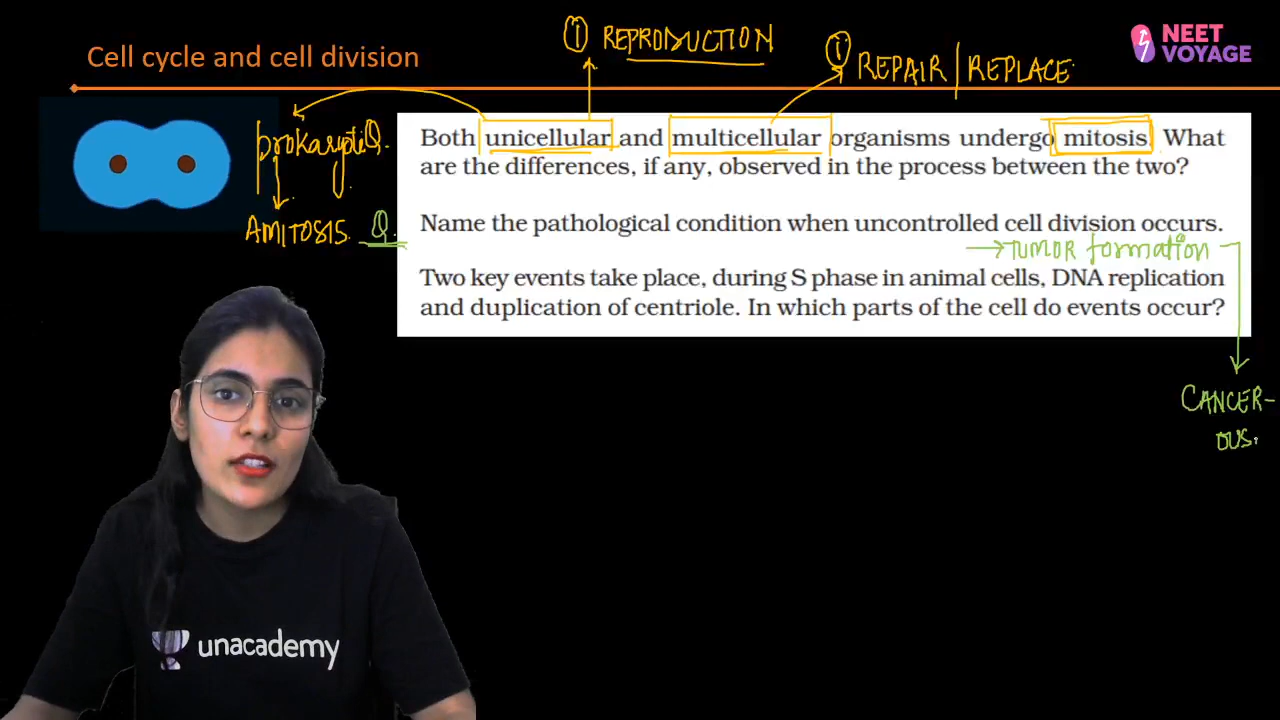 Cell cycle and cell division
① REPRODUCTION
① REPAIR/REPLACE
NEET
VOYAGE
prokaryotic
AMITOSIS.
Q.
Both unicellular and multicellular organisms undergo mitosis. What
are the differences, if any, observed in the process between the two?
Q.
Name the pathological condition when uncontrolled cell division occurs.
→ TUMOR formation
Two key events take place, during S phase in animal cells, DNA replication
and duplication of centriole. In which parts of the cell do events occur?
CANCER-
OUS.
unacademy